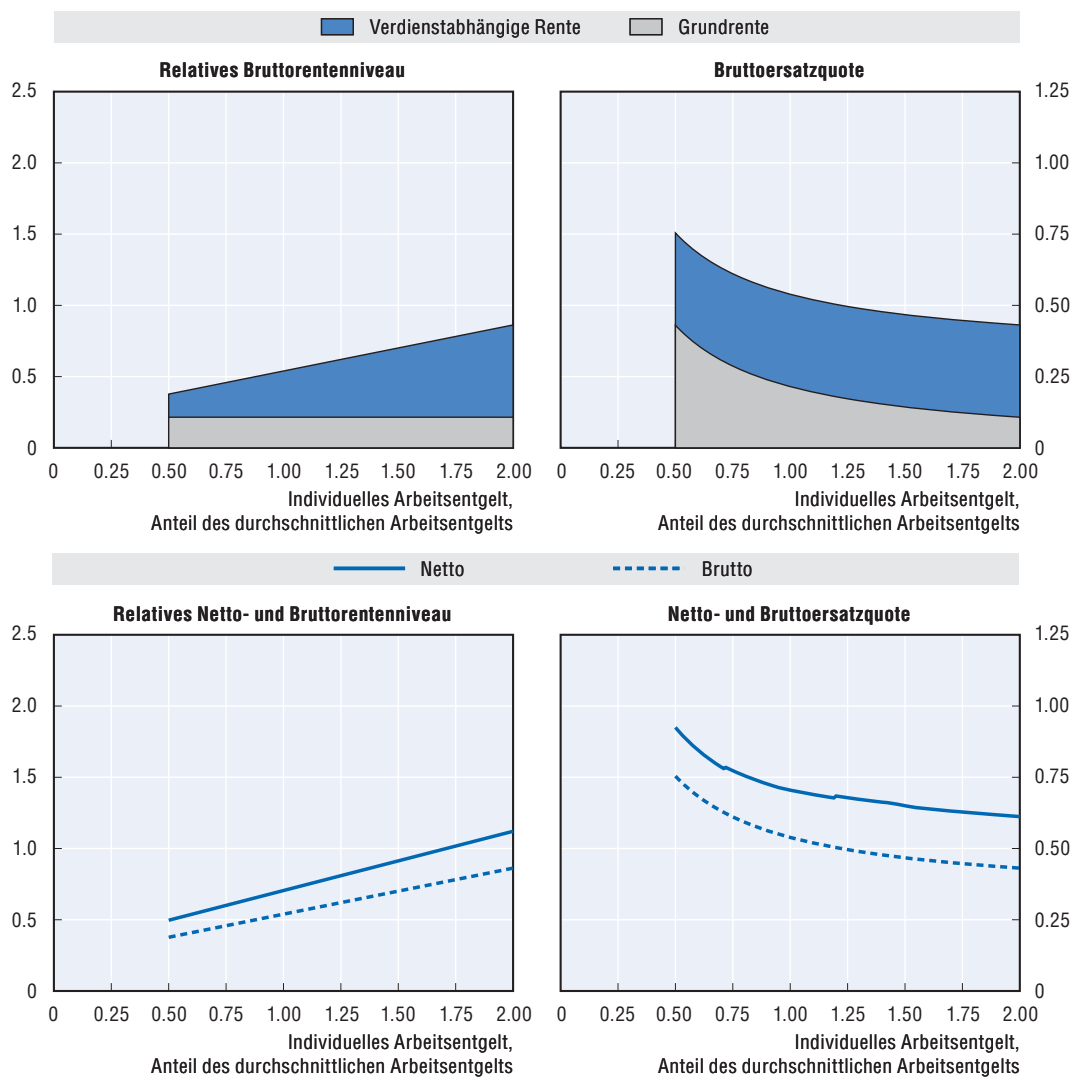 Verdienstabhängige Rente Grundrente
Relatives Bruttorentenniveau
2.5
2.0
1.5
1.0
0.5
0
0 0.25 0.50 0.75 1.00 1.25 1.50 1.75 2.00
Individuelles Arbeitsentgelt,
Anteil des durchschnittlichen Arbeitsentgelts
Bruttoersatzquote
1.25
1.00
0.75
0.50
0.25
0
0 0.25 0.50 0.75 1.00 1.25 1.50 1.75 2.00
Individuelles Arbeitsentgelt,
Anteil des durchschnittlichen Arbeitsentgelts
Netto Brutto
Relatives Netto- und Bruttorentenniveau
2.5
2.0
1.5
1.0
0.5
0
0 0.25 0.50 0.75 1.00 1.25 1.50 1.75 2.00
Individuelles Arbeitsentgelt,
Anteil des durchschnittlichen Arbeitsentgelts
Netto- und Bruttoersatzquote
1.25
1.00
0.75
0.50
0.25
0
0 0.25 0.50 0.75 1.00 1.25 1.50 1.75 2.00
Individuelles Arbeitsentgelt,
Anteil des durchschnittlichen Arbeitsentgelts